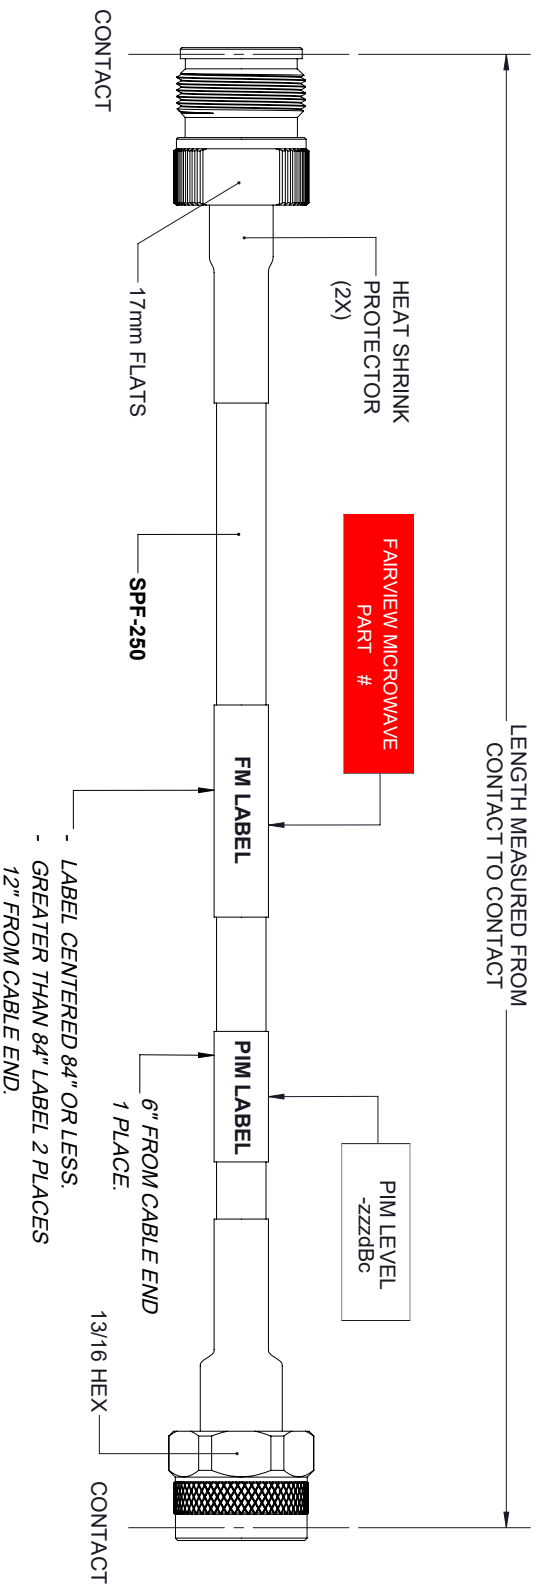 LENGTH MEASURED FROM
CONTACT TO CONTACT
HEAT SHRINK
PROTECTOR
(2X)
FAIRVIEW MICROWAVE
PART #
PIM LEVEL
-zzzdBc
FM LABEL
PIM LABEL
CONTACT
17mm FLATS
SPF-250
6" FROM CABLE END
1 PLACE.
13/16 HEX
CONTACT
- LABEL CENTERED 84" OR LESS.
- GREATER THAN 84" LABEL 2 PLACES
12" FROM CABLE END.